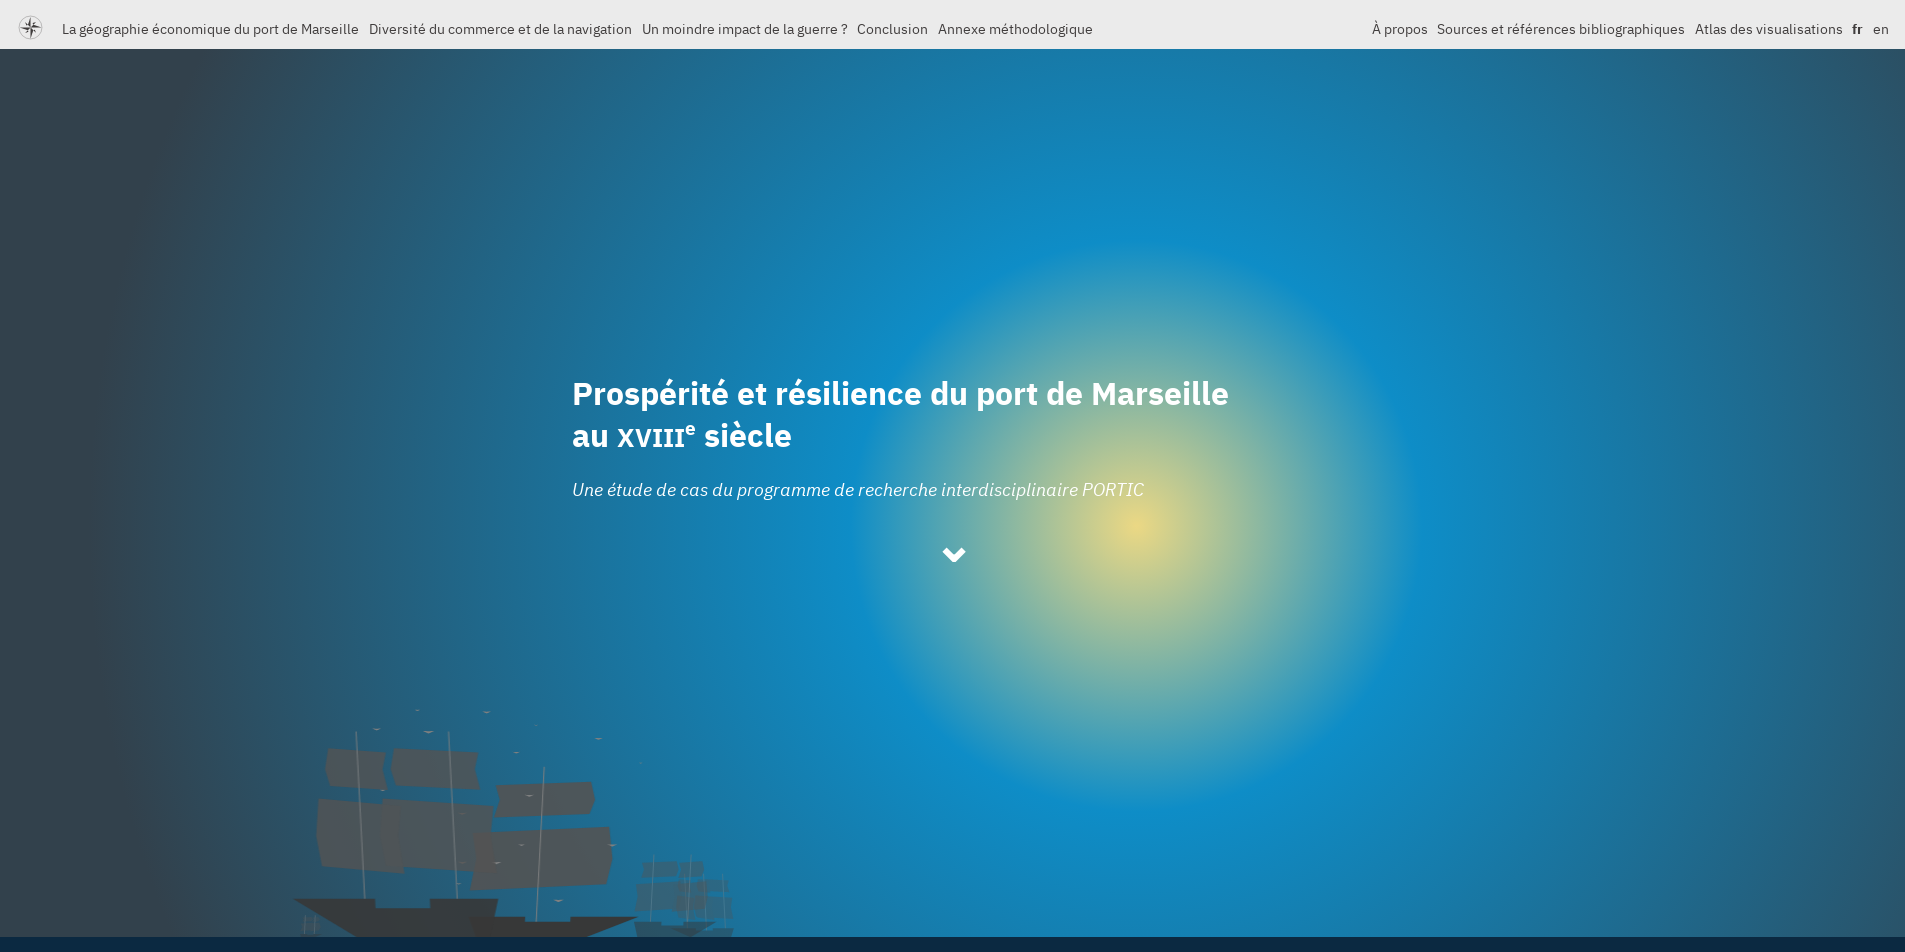 La géographie économique du port de Marseille Diversité du commerce et de la navigation Un moindre impact de la guerre ? Conclusion Annexe méthodologique À propos Sources et références bibliographiques Atlas des visualisations fr en
Prospérité et résilience du port de Marseille
au XVIIIe siècle
Une étude de cas du programme de recherche interdisciplinaire PORTIC